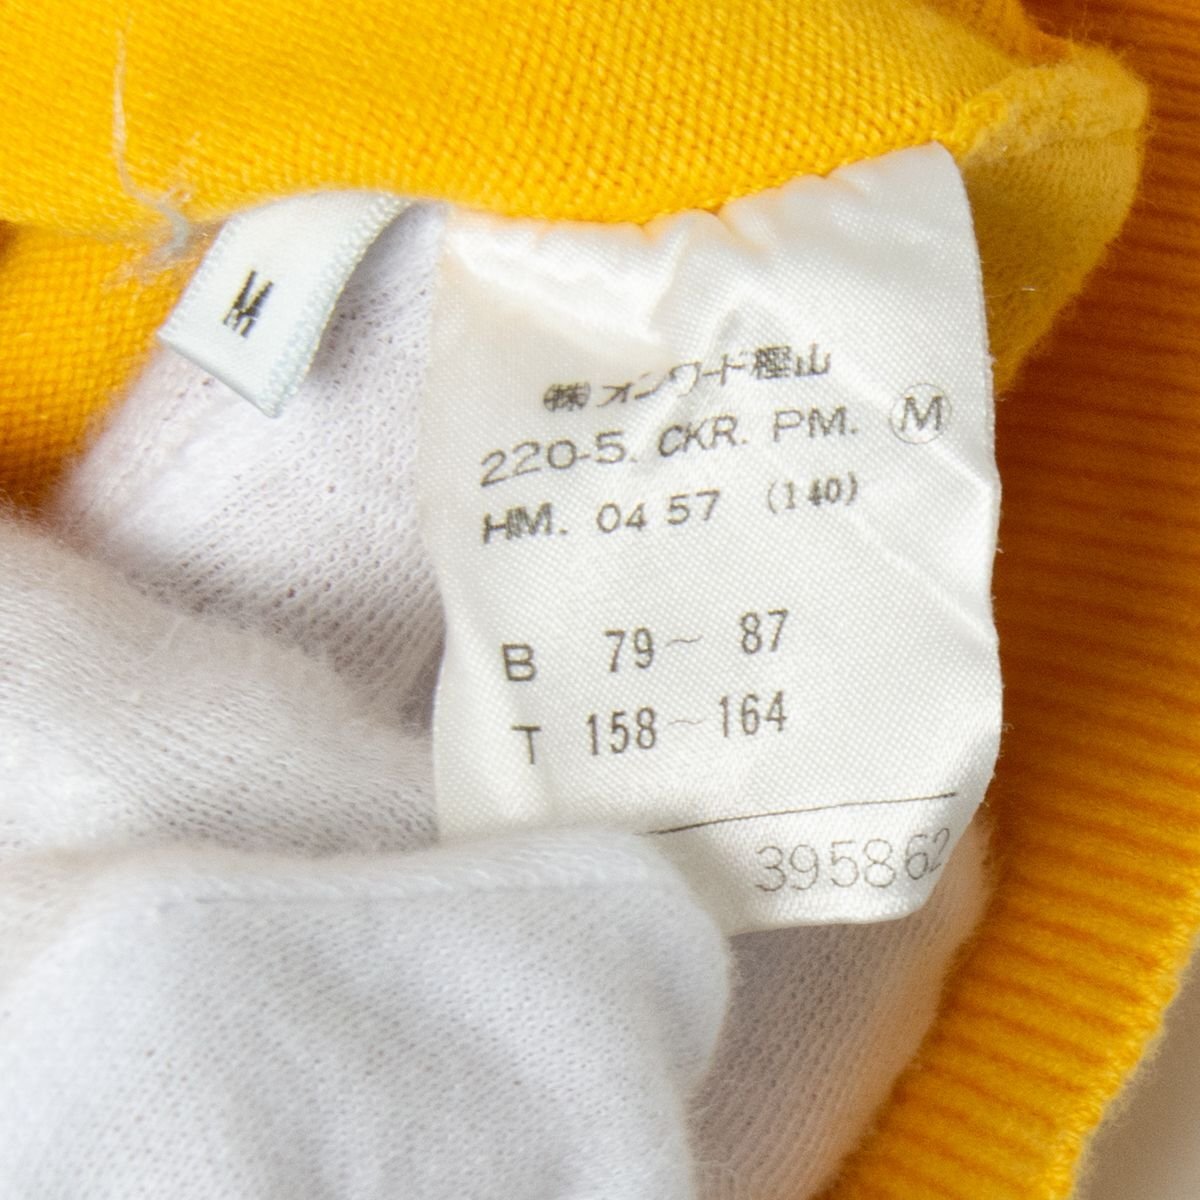 M
㈱オンワード樫山
220-5. CKR. PM. Ⓜ
HM. 04 57 (140)
B 79~ 87
T 158~164
395862